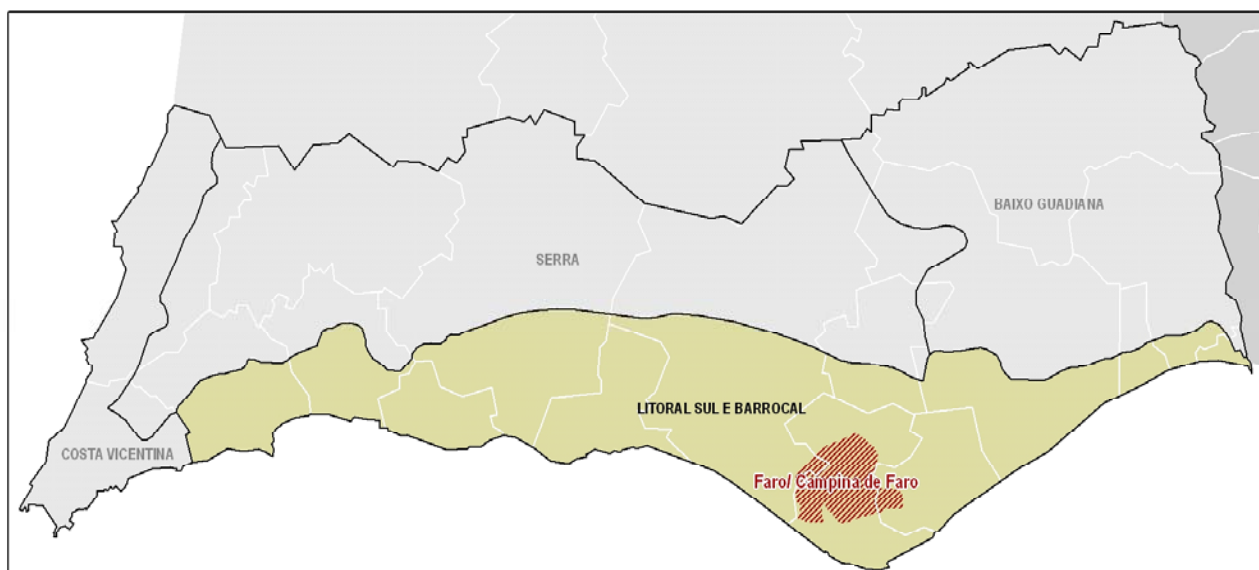 BAIXO GUADIANA
SERRA
LITORAL SUL E BARROCAL
COSTA VICENTINA
Faro/ Campina de Faro